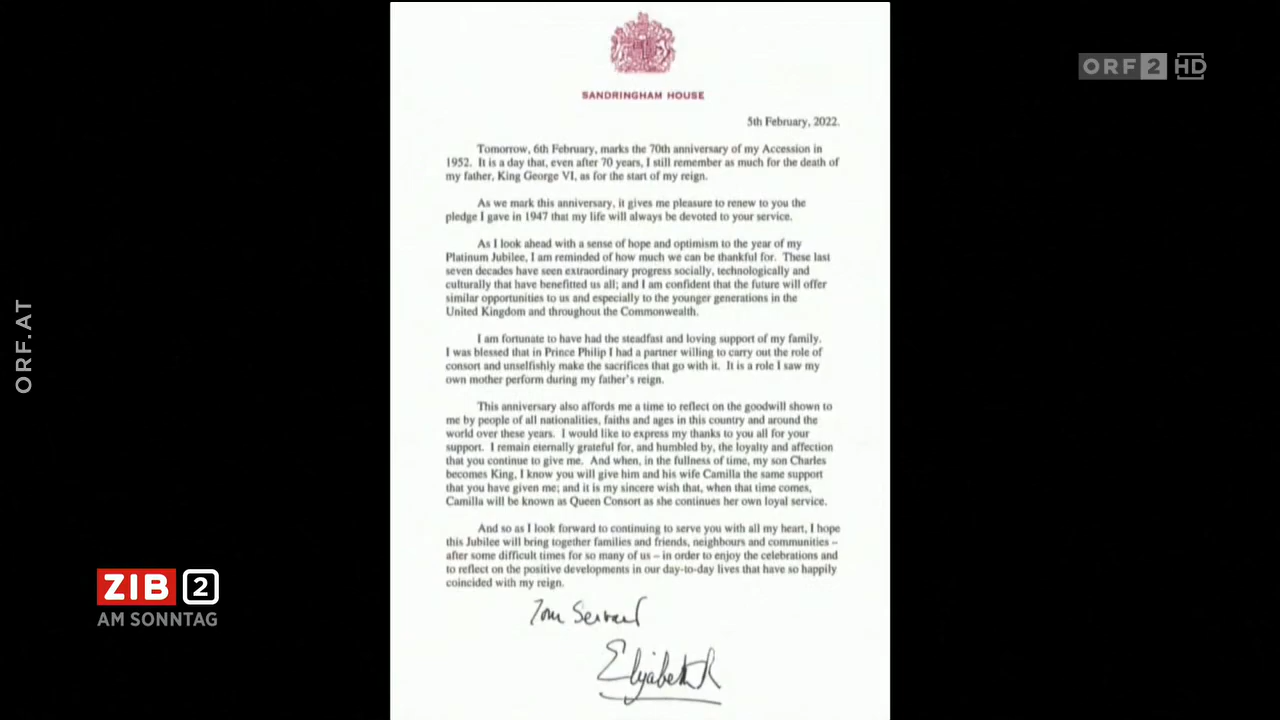 ORF 2 HD
SANDRINGHAM HOUSE
5th February, 2022.
Tomorrow, 6th February, marks the 70th anniversary of my Accession in
1952. It is a day that, even after 70 years, I still remember as much for the death of
my father, King George VI, as for the start of my reign.
As we mark this anniversary, it gives me pleasure to renew to you the
pledge I gave in 1947 that my life will always be devoted to your service.
As I look ahead with a sense of hope and optimism to the year of my
Platinum Jubilee, I am reminded of how much we can be thankful for. These last
seven decades have seen extraordinary progress socially, technologically and
culturally that have benefitted us all; and I am confident that the future will offer
similar opportunities to us and especially to the younger generations in the
United Kingdom and throughout the Commonwealth.
I am fortunate to have had the steadfast and loving support of my family.
I was blessed that in Prince Philip I had a partner willing to carry out the role of
consort and unselfishly make the sacrifices that go with it. It is a role I saw my
own mother perform during my father's reign.
This anniversary also affords me a time to reflect on the goodwill shown to
me by people of all nationalities, faiths and ages in this country and around the
world over these years. I would like to express my thanks to you all for your
support. I remain eternally grateful for, and humbled by, the loyalty and affection
that you continue to give me. And when, in the fullness of time, my son Charles
becomes King, I know you will give him and his wife Camilla the same support
that you have given me; and it is my sincere wish that, when that time comes,
Camilla will be known as Queen Consort as she continues her own loyal service.
And so as I look forward to continuing to serve you with all my heart, I hope
this Jubilee will bring together families and friends, neighbours and communities –
after some difficult times for so many of us – in order to enjoy the celebrations and
to reflect on the positive developments in our day-to-day lives that have so happily
coincided with my reign.
Your Servant
Elizabeth R
ORF.AT
ZIB 2
AM SONNTAG